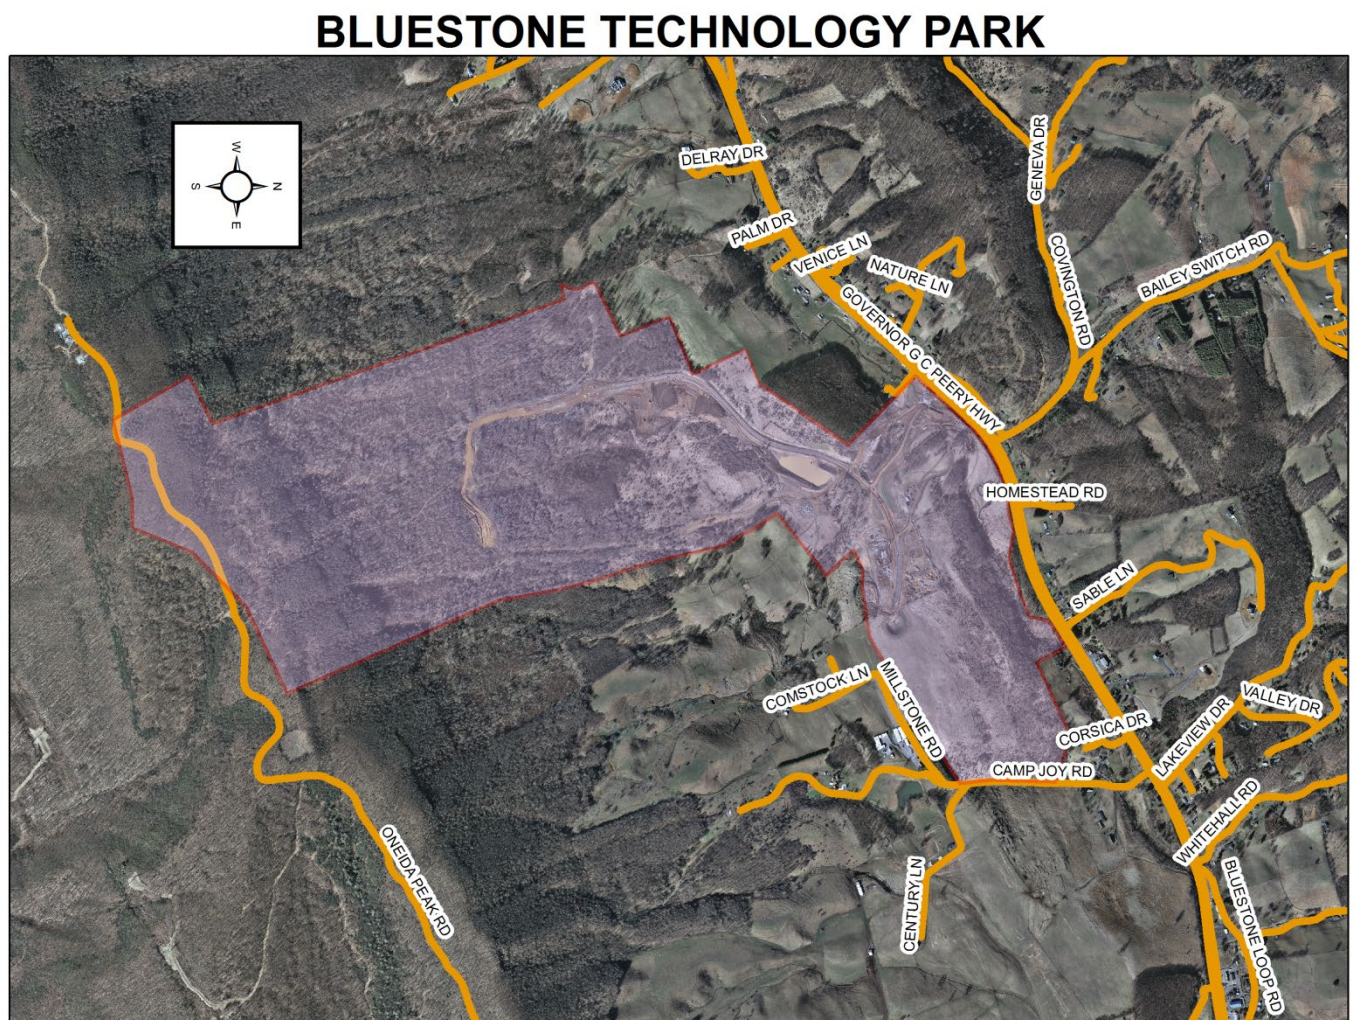 BLUESTONE TECHNOLOGY PARK
W
S
N
E
DELRAY DR
GENEVA DR
PALM DR
VENICE LN
NATURE LN
COVINGTON RD
BAILEY SWITCH RD
GOVERNOR G C PEERY HWY
HOMESTEAD RD
SABLE LN
COMSTOCK LN
MILLSTONE RD
VALLEY DR
LAKEVIEW DR
CORSICA DR
CAMP JOY RD
WHITEHALL RD
ONEIDA PEAK RD
CENTURY LN
BLUESTONE LOOP RD